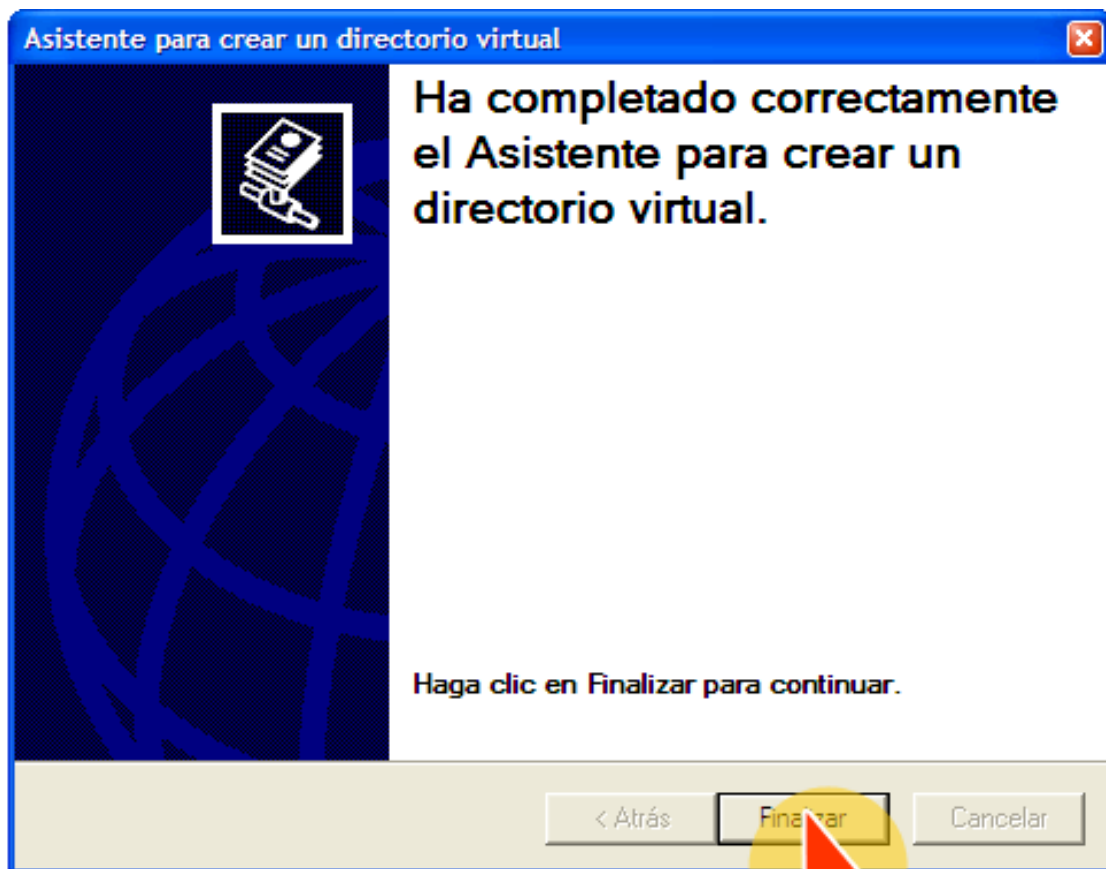 Asistente para crear un directorio virtual
Ha completado correctamente
el Asistente para crear un
directorio virtual.
Haga clic en Finalizar para continuar.
< Atrás
Finalizar
Cancelar